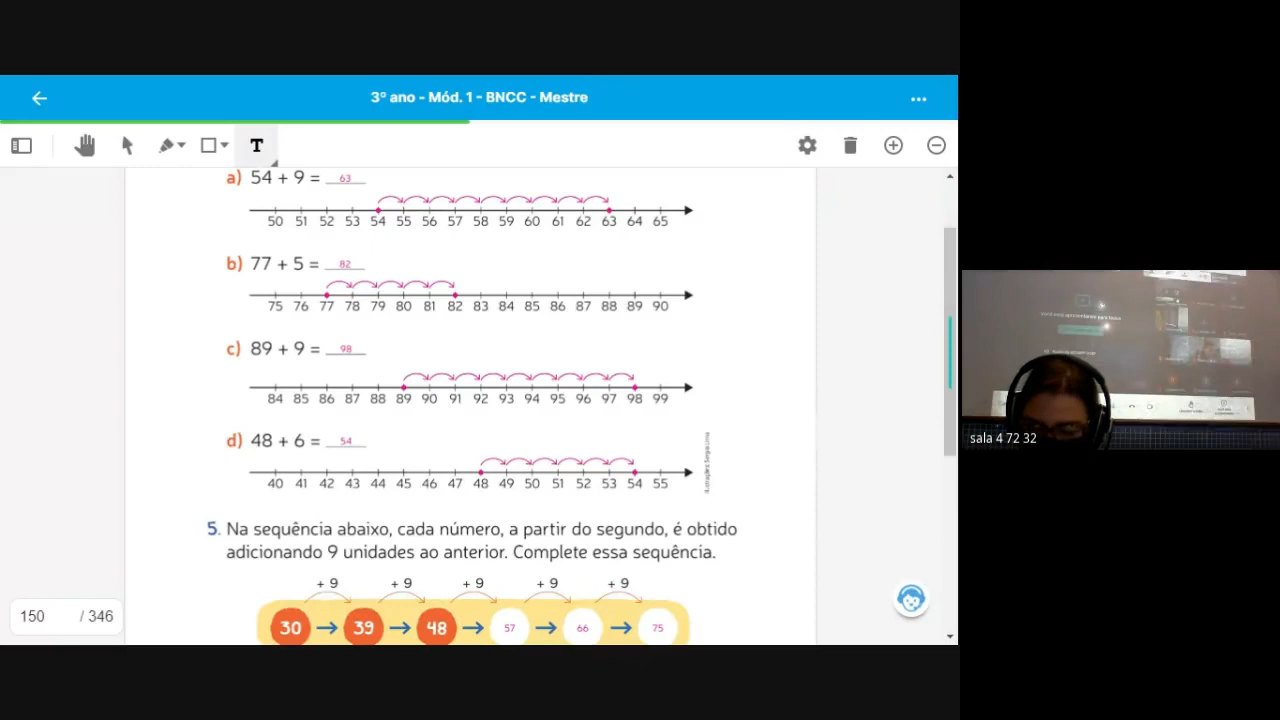 3º ano - Mód. 1 - BNCC - Mestre
T
a) 54 + 9 = 63
50 51 52 53 54 55 56 57 58 59 60 61 62 63 64 65
b) 77 + 5 = 82
75 76 77 78 79 80 81 82 83 84 85 86 87 88 89 90
c) 89 + 9 = 98
84 85 86 87 88 89 90 91 92 93 94 95 96 97 98 99
d) 48 + 6 = 54
40 41 42 43 44 45 46 47 48 49 50 51 52 53 54 55
5. Na sequência abaixo, cada número, a partir do segundo, é obtido
adicionando 9 unidades ao anterior. Complete essa sequência.
+ 9 + 9 + 9 + 9 + 9
30 39 48 57 66 75
150 / 346
sala 4 72 32